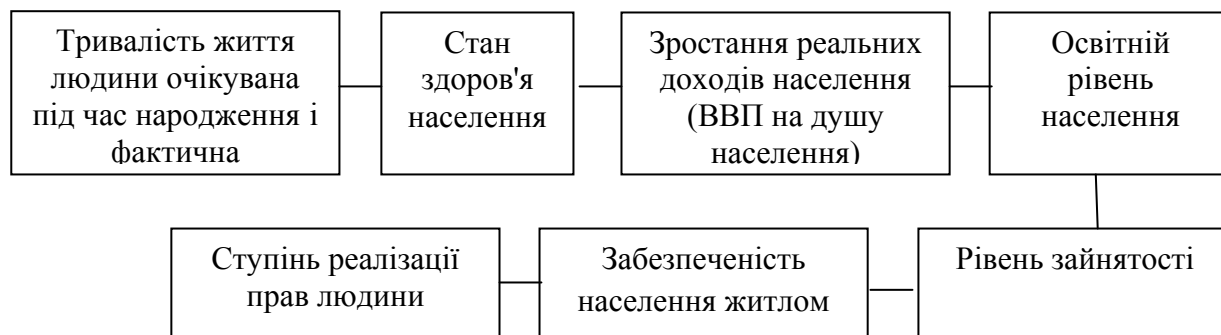 Тривалість життя
людини очікувана
під час народження і
фактична
Стан
здоров'я
населення
Зростання реальних
доходів населення
(ВВП на душу
населення)
Освітній
рівень
населення
Рівень зайнятості
Забезпеченість
населення житлом
Ступінь реалізації
прав людини